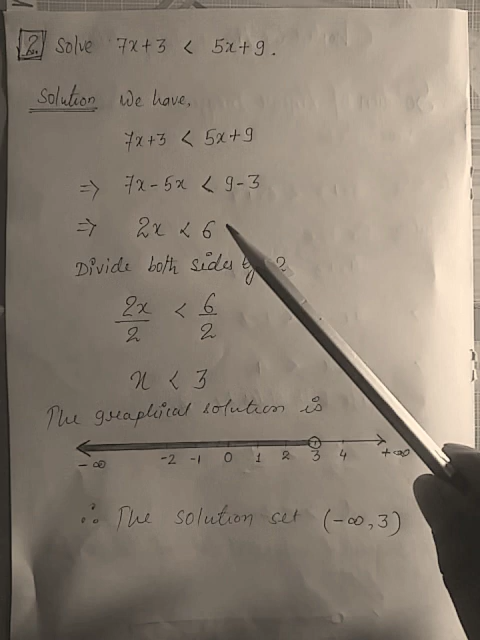 2. Solve 7x+3 < 5x+9.
Solution We have,
7x+3 < 5x+9
=> 7x-5x < 9-3
=> 2x < 6
Divide both sides by 2
2x/2 < 6/2
x < 3
The graphical solution is
-∞ -2 -1 0 1 2 3 4 +∞
∴ The solution set (-∞, 3)